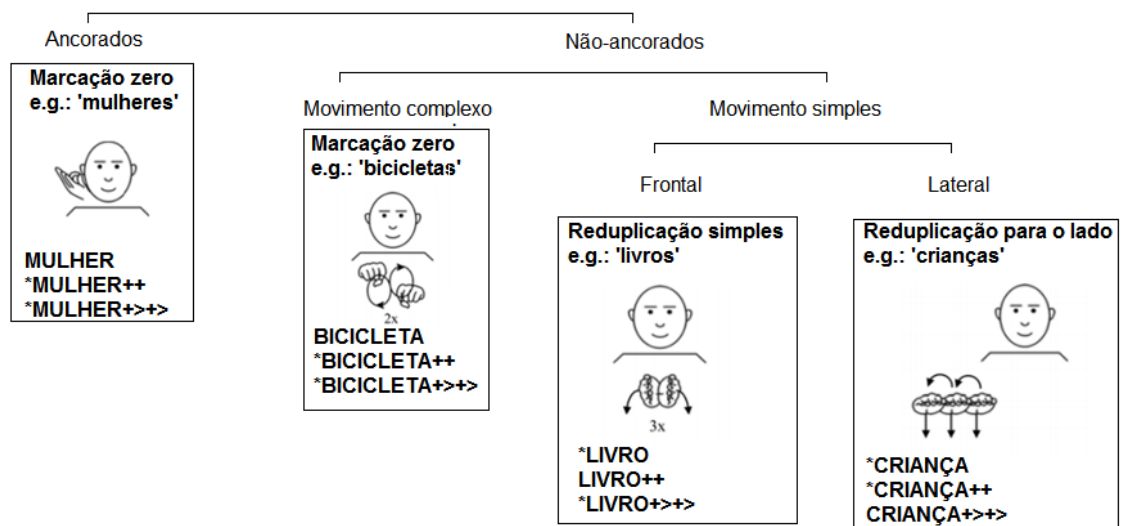 Ancorados
Não-ancorados
Marcação zero
e.g.: 'mulheres'
MULHER
*MULHER++
*MULHER+>+>
Movimento complexo
Movimento simples
Marcação zero
e.g.: 'bicicletas'
2x
BICICLETA
*BICICLETA++
*BICICLETA+>+>
Frontal
Lateral
Reduplicação simples
e.g.: 'livros'
3x
*LIVRO
LIVRO++
*LIVRO+>+>
Reduplicação para o lado
e.g.: 'crianças'
*CRIANÇA
*CRIANÇA++
CRIANÇA+>+>